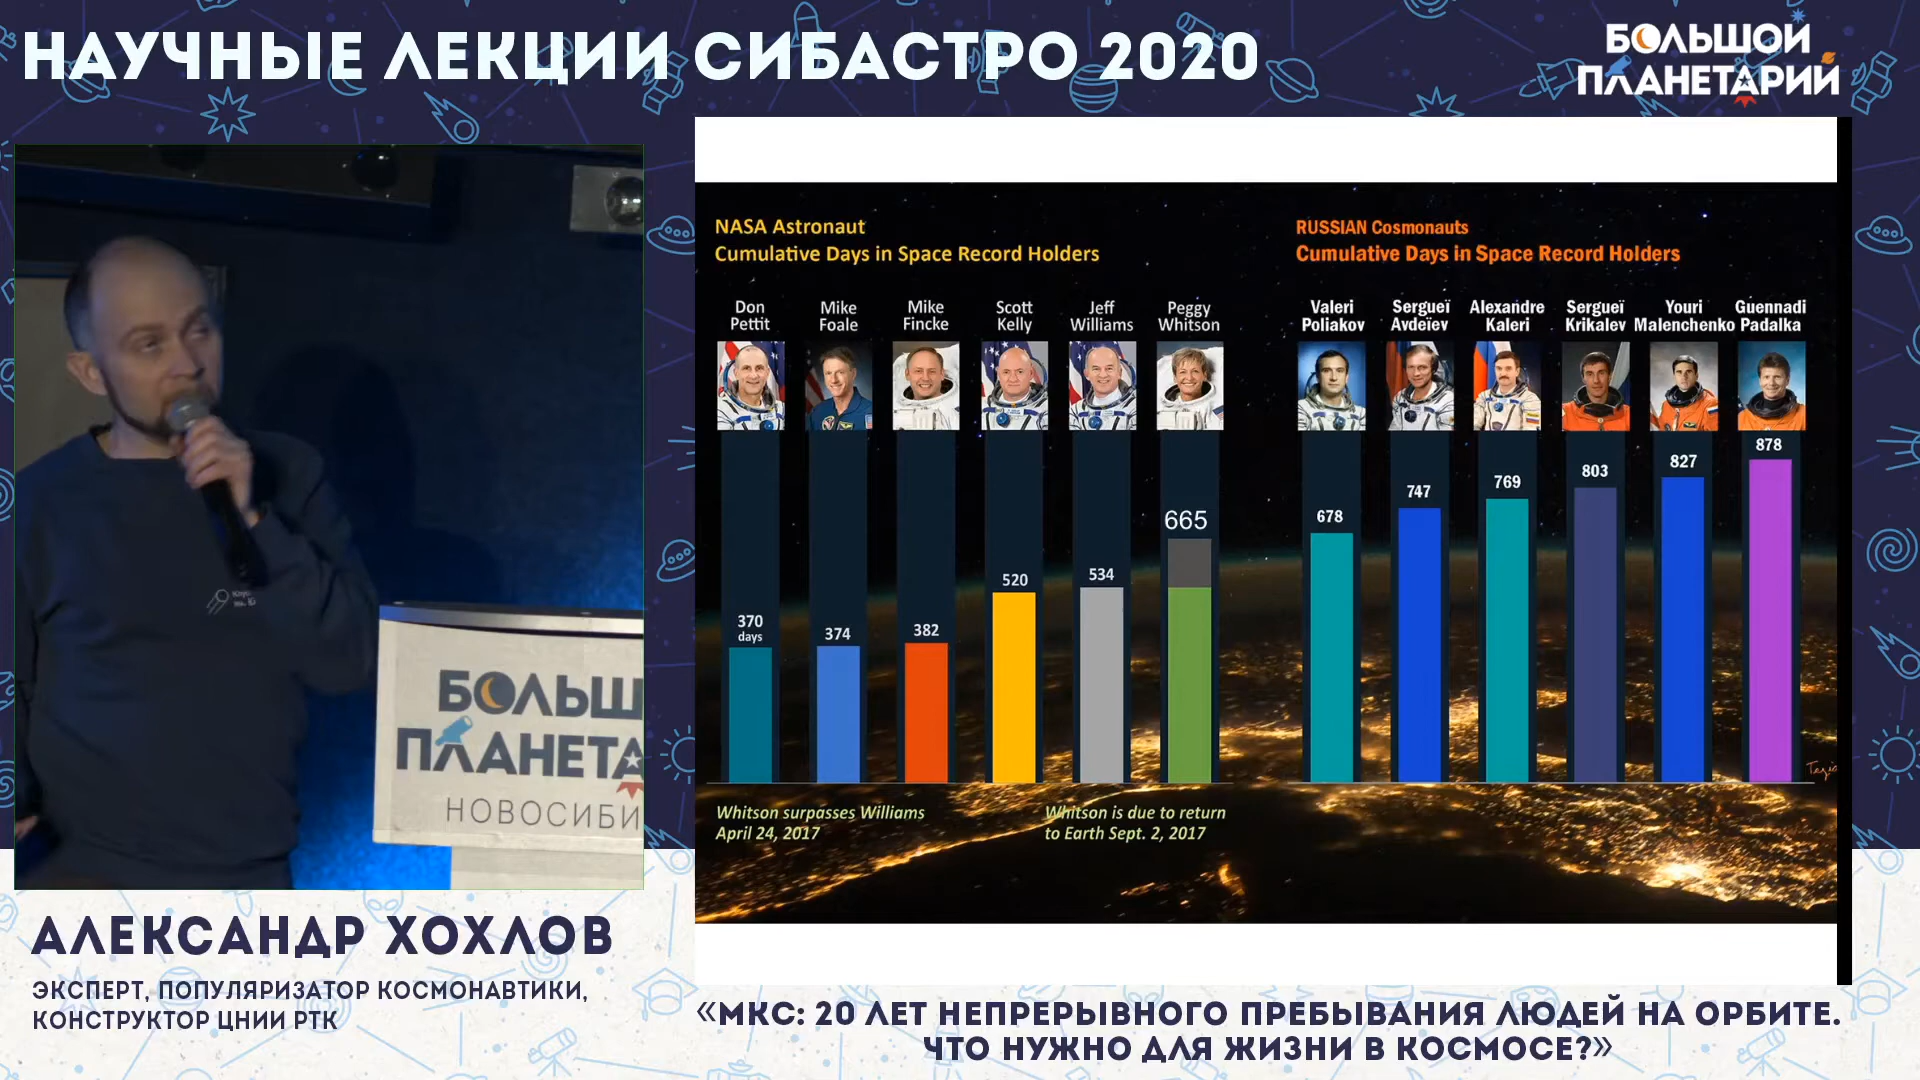 НАУЧНЫЕ ЛЕКЦИИ СИБАСТРО 2020
БОЛЬШОЙ
ПЛАНЕТАРИЙ
NASA Astronaut
Cumulative Days in Space Record Holders
Don Pettit
Mike Foale
Mike Fincke
Scott Kelly
Jeff Williams
Peggy Whitson
370 days
374
382
520
534
665
Whitson surpasses Williams
April 24, 2017
Whitson is due to return
to Earth Sept. 2, 2017
RUSSIAN Cosmonauts
Cumulative Days in Space Record Holders
Valeri Poliakov
Sergueï Avdeïev
Alexandre Kaleri
Sergueï Krikalev
Youri Malenchenko
Guennadi Padalka
678
747
769
803
827
878
БОЛЬШ
ПЛАНЕТА
НОВОСИБИ
АЛЕКСАНДР ХОХЛОВ
ЭКСПЕРТ, ПОПУЛЯРИЗАТОР КОСМОНАВТИКИ,
КОНСТРУКТОР ЦНИИ РТК
«МКС: 20 ЛЕТ НЕПРЕРЫВНОГО ПРЕБЫВАНИЯ ЛЮДЕЙ НА ОРБИТЕ.
ЧТО НУЖНО ДЛЯ ЖИЗНИ В КОСМОСЕ?»